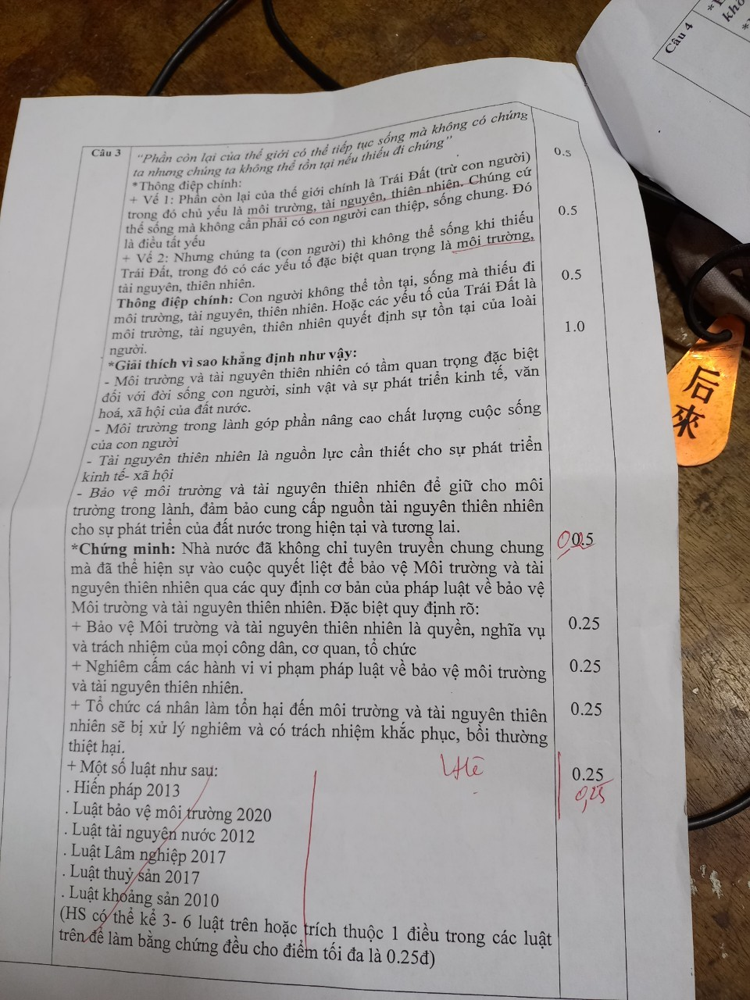 Câu 3
"Phần còn lại của thế giới có thể tiếp tục sống mà không có chúng
ta nhưng chúng ta không thể tồn tại nếu thiếu đi chúng"
*Thông điệp chính:
+ Vế 1: Phần còn lại của thế giới chính là Trái Đất (trừ con người)
trong đó chủ yếu là môi trường, tài nguyên, thiên nhiên. Chúng cứ
thế sống mà không cần phải có con người can thiệp, sống chung. Đó
là điều tất yếu
0.5
+ Vế 2: Nhưng chúng ta (con người) thì không thể sống khi thiếu
Trái Đất, trong đó có các yếu tố đặc biệt quan trọng là môi trường,
tài nguyên, thiên nhiên.
0.5
Thông điệp chính: Con người không thể tồn tại, sống mà thiếu đi
môi trường, tài nguyên, thiên nhiên. Hoặc các yếu tố của Trái Đất là
môi trường, tài nguyên, thiên nhiên quyết định sự tồn tại của loài
người.
0.5
*Giải thích vì sao khẳng định như vậy:
1.0
- Môi trường và tài nguyên thiên nhiên có tầm quan trọng đặc biệt
đối với đời sống con người, sinh vật và sự phát triển kinh tế, văn
hoá, xã hội của đất nước.
- Môi trường trong lành góp phần nâng cao chất lượng cuộc sống
của con người
- Tài nguyên thiên nhiên là nguồn lực cần thiết cho sự phát triển
kinh tế- xã hội
- Bảo vệ môi trường và tài nguyên thiên nhiên để giữ cho môi
trường trong lành, đảm bảo cung cấp nguồn tài nguyên thiên nhiên
cho sự phát triển của đất nước trong hiện tại và tương lai.
*Chứng minh: Nhà nước đã không chỉ tuyên truyền chung chung
mà đã thể hiện sự vào cuộc quyết liệt để bảo vệ Môi trường và tài
nguyên thiên nhiên qua các quy định cơ bản của pháp luật về bảo vệ
Môi trường và tài nguyên thiên nhiên. Đặc biệt quy định rõ:
0.5
+ Bảo vệ Môi trường và tài nguyên thiên nhiên là quyền, nghĩa vụ
và trách nhiệm của mọi công dân, cơ quan, tổ chức
0.25
+ Nghiêm cấm các hành vi vi phạm pháp luật về bảo vệ môi trường
và tài nguyên thiên nhiên.
0.25
+ Tổ chức cá nhân làm tổn hại đến môi trường và tài nguyên thiên
nhiên sẽ bị xử lý nghiêm và có trách nhiệm khắc phục, bồi thường
thiệt hại.
0.25
+ Một số luật như sau:
0.25
0,25
. Hiến pháp 2013
. Luật bảo vệ môi trường 2020
. Luật tài nguyên nước 2012
. Luật Lâm nghiệp 2017
. Luật thuỷ sản 2017
. Luật khoảng sản 2010
(HS có thể kể 3- 6 luật trên hoặc trích thuộc 1 điều trong các luật
trên để làm bằng chứng đều cho điểm tối đa là 0.25đ)
Câu 4
khô
后
來